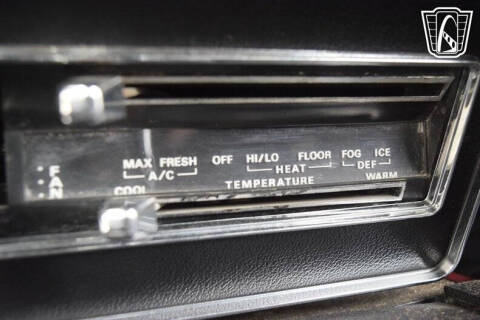 MAX FRESH OFF HI/LO FLOOR FOG ICE
A/C HEAT DEF
FAN
COOL TEMPERATURE WARM